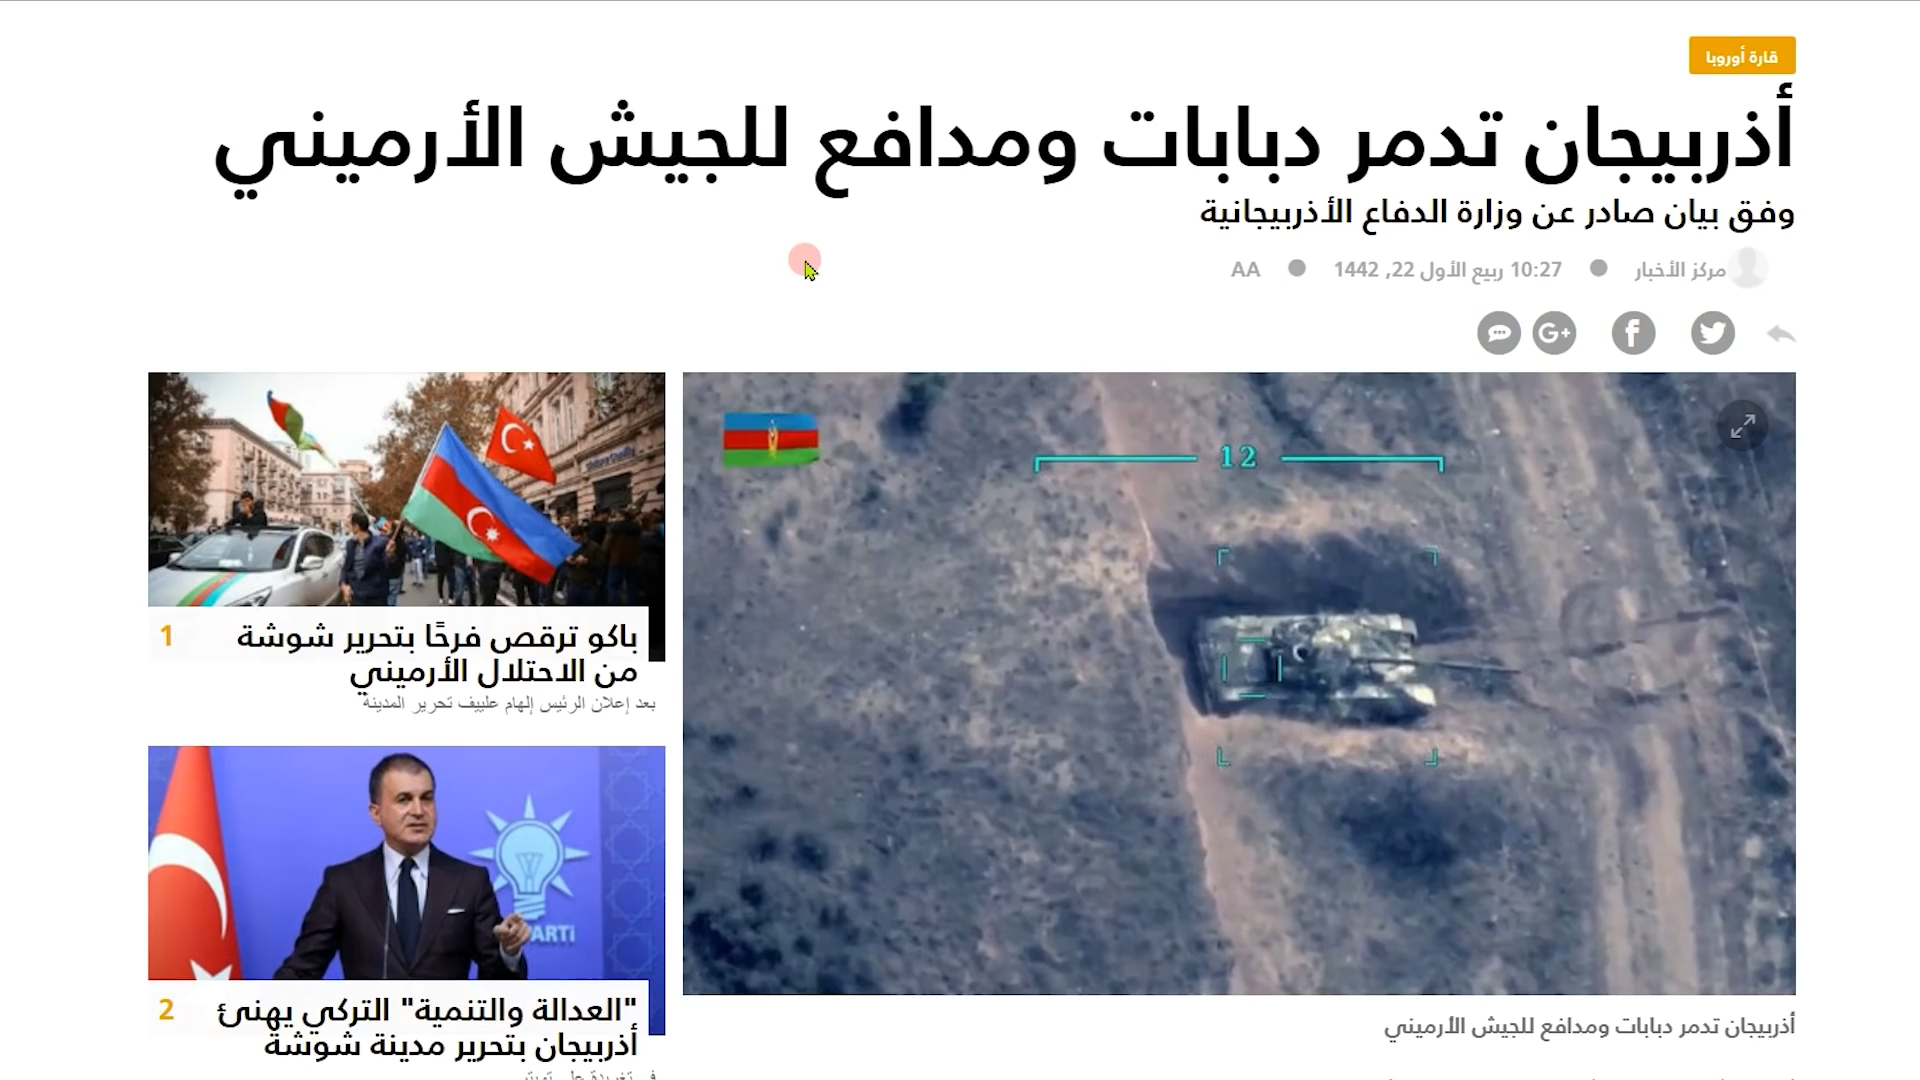 قارة أوروبا
أذربيجان تدمر دبابات ومدافع للجيش الأرميني
وفق بيان صادر عن وزارة الدفاع الأذربيجانية
مركز الأخبار ● 10:27 ربيع الأول 22, 1442 ● AA
12
أذربيجان تدمر دبابات ومدافع للجيش الأرميني
باكو ترقص فرحًا بتحرير شوشة
من الاحتلال الأرميني
1
بعد إعلان الرئيس إلهام علييف تحرير المدينة
PARTİ
"العدالة والتنمية" التركي يهنئ
أذربيجان بتحرير مدينة شوشة
2